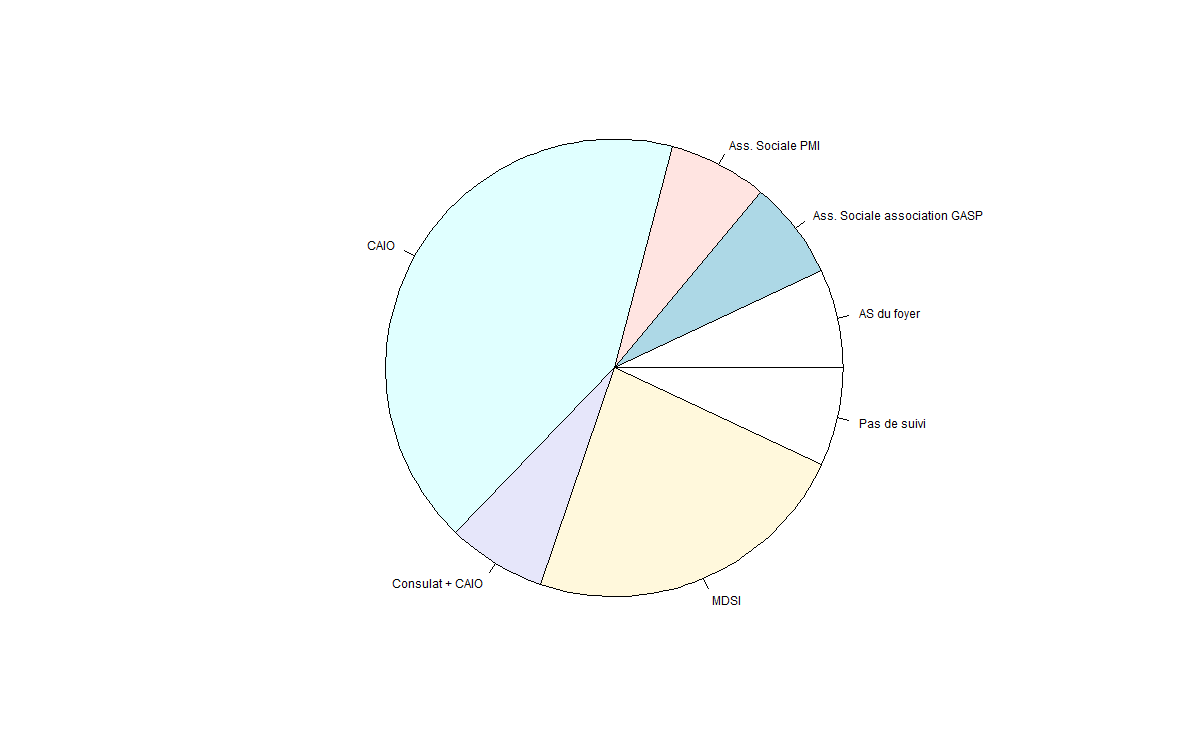 Ass. Sociale PMI
Ass. Sociale association GASP
CAIO
AS du foyer
Pas de suivi
Consulat + CAIO
MDSI